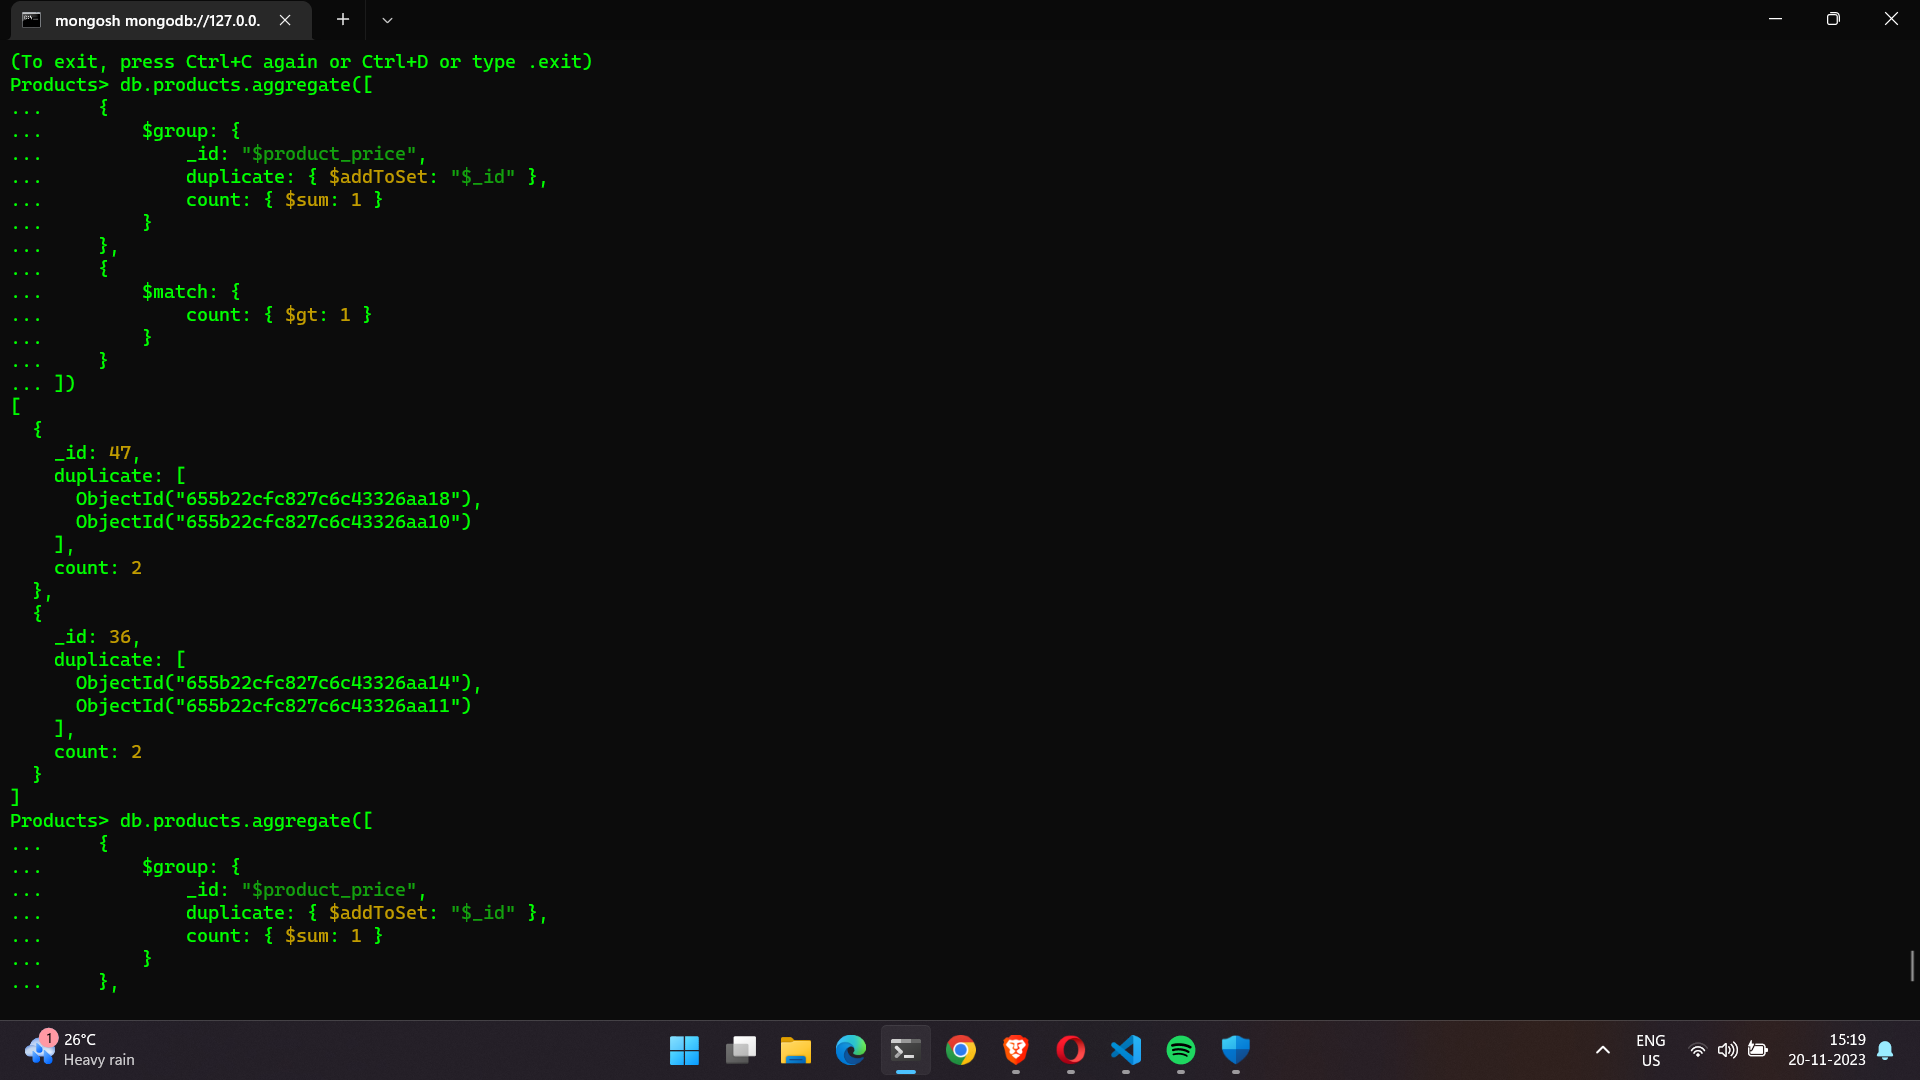 mongosh mongodb://127.0.0.
(To exit, press Ctrl+C again or Ctrl+D or type .exit)
Products> db.products.aggregate([
...     {
...         $group: {
...             _id: "$product_price",
...             duplicate: { $addToSet: "$_id" },
...             count: { $sum: 1 }
...         }
...     },
...     {
...         $match: {
...             count: { $gt: 1 }
...         }
...     }
... ])
[
  {
    _id: 47,
    duplicate: [
      ObjectId("655b22cfc827c6c43326aa18"),
      ObjectId("655b22cfc827c6c43326aa10")
    ],
    count: 2
  },
  {
    _id: 36,
    duplicate: [
      ObjectId("655b22cfc827c6c43326aa14"),
      ObjectId("655b22cfc827c6c43326aa11")
    ],
    count: 2
  }
]
Products> db.products.aggregate([
...     {
...         $group: {
...             _id: "$product_price",
...             duplicate: { $addToSet: "$_id" },
...             count: { $sum: 1 }
...         }
...     },
1
26°C
Heavy rain
ENG
US
15:19
20-11-2023